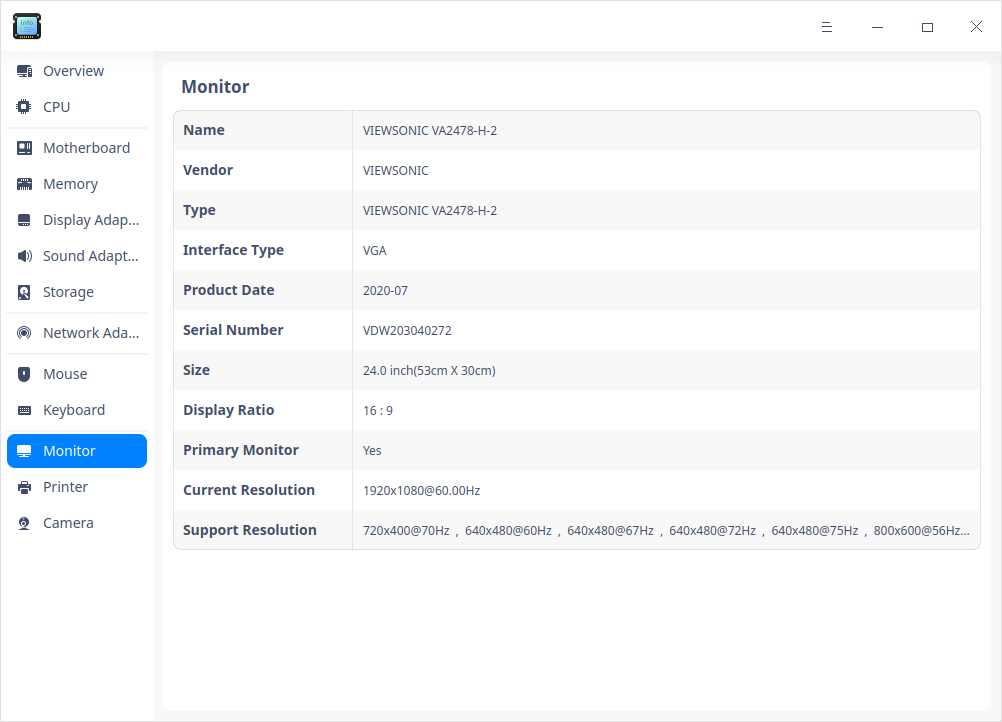 info
Overview
CPU
Motherboard
Memory
Display Adap...
Sound Adapt...
Storage
Network Ada...
Mouse
Keyboard
Monitor
Printer
Camera
Monitor
Name VIEWSONIC VA2478-H-2
Vendor VIEWSONIC
Type VIEWSONIC VA2478-H-2
Interface Type VGA
Product Date 2020-07
Serial Number VDW203040272
Size 24.0 inch(53cm X 30cm)
Display Ratio 16 : 9
Primary Monitor Yes
Current Resolution 1920x1080@60.00Hz
Support Resolution 720x400@70Hz , 640x480@60Hz , 640x480@67Hz , 640x480@72Hz , 640x480@75Hz , 800x600@56Hz...